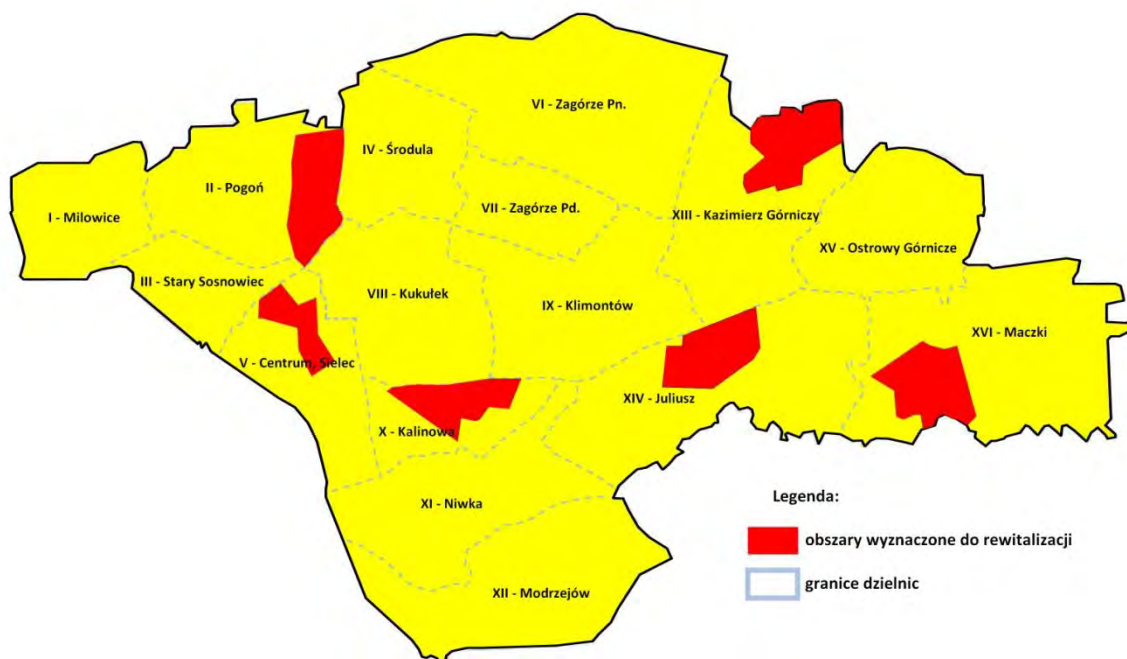 VI - Zagórze Pn.
IV - Środula
II - Pogoń
I - Milowice
VII - Zagórze Pd.
XIII - Kazimierz Górniczy
XV - Ostrowy Górnicze
III - Stary Sosnowiec
VIII - Kukułek
IX - Klimontów
XVI - Maczki
V - Centrum, Sielec
XIV - Juliusz
X - Kalinowa
XI - Niwka
XII - Modrzejów
Legenda:
obszary wyznaczone do rewitalizacji
granice dzielnic